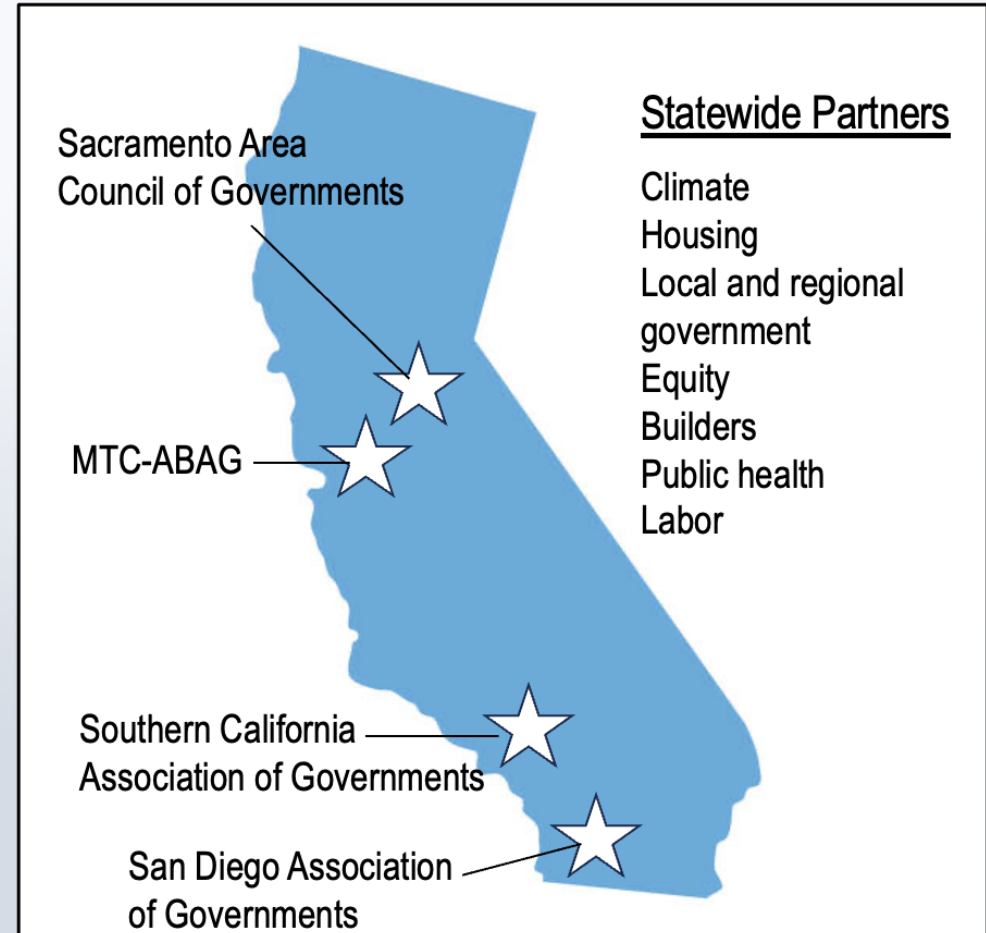 Sacramento Area
Council of Governments
MTC-ABAG
Southern California
Association of Governments
San Diego Association
of Governments
Statewide Partners
Climate
Housing
Local and regional
government
Equity
Builders
Public health
Labor